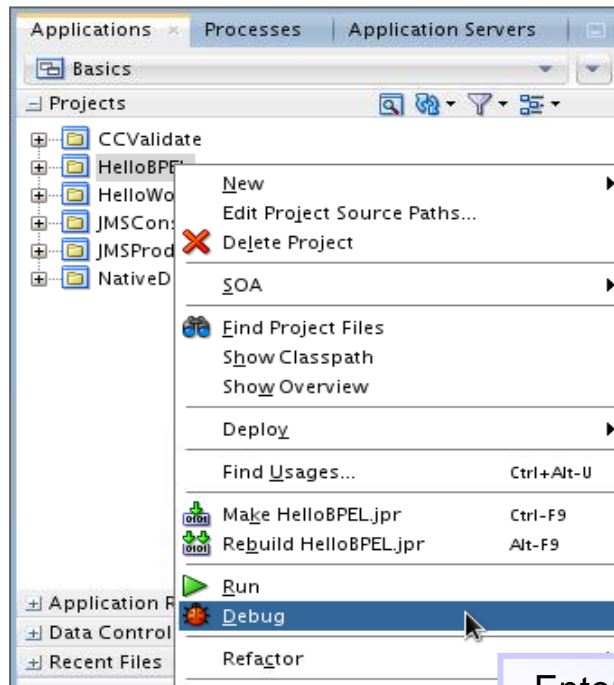 Applications Processes Application Servers
Basics
Projects
CCValidate
HelloBPEL
HelloWo
JMSCons
JMSProd
NativeD
New
Edit Project Source Paths...
Delete Project
SOA
Find Project Files
Show Classpath
Show Overview
Deploy
Find Usages... Ctrl+Alt-U
Make HelloBPEL.jpr Ctrl-F9
Rebuild HelloBPEL.jpr Alt-F9
Run
Debug
Refactor
Application R
Data Control
Recent Files
Ente